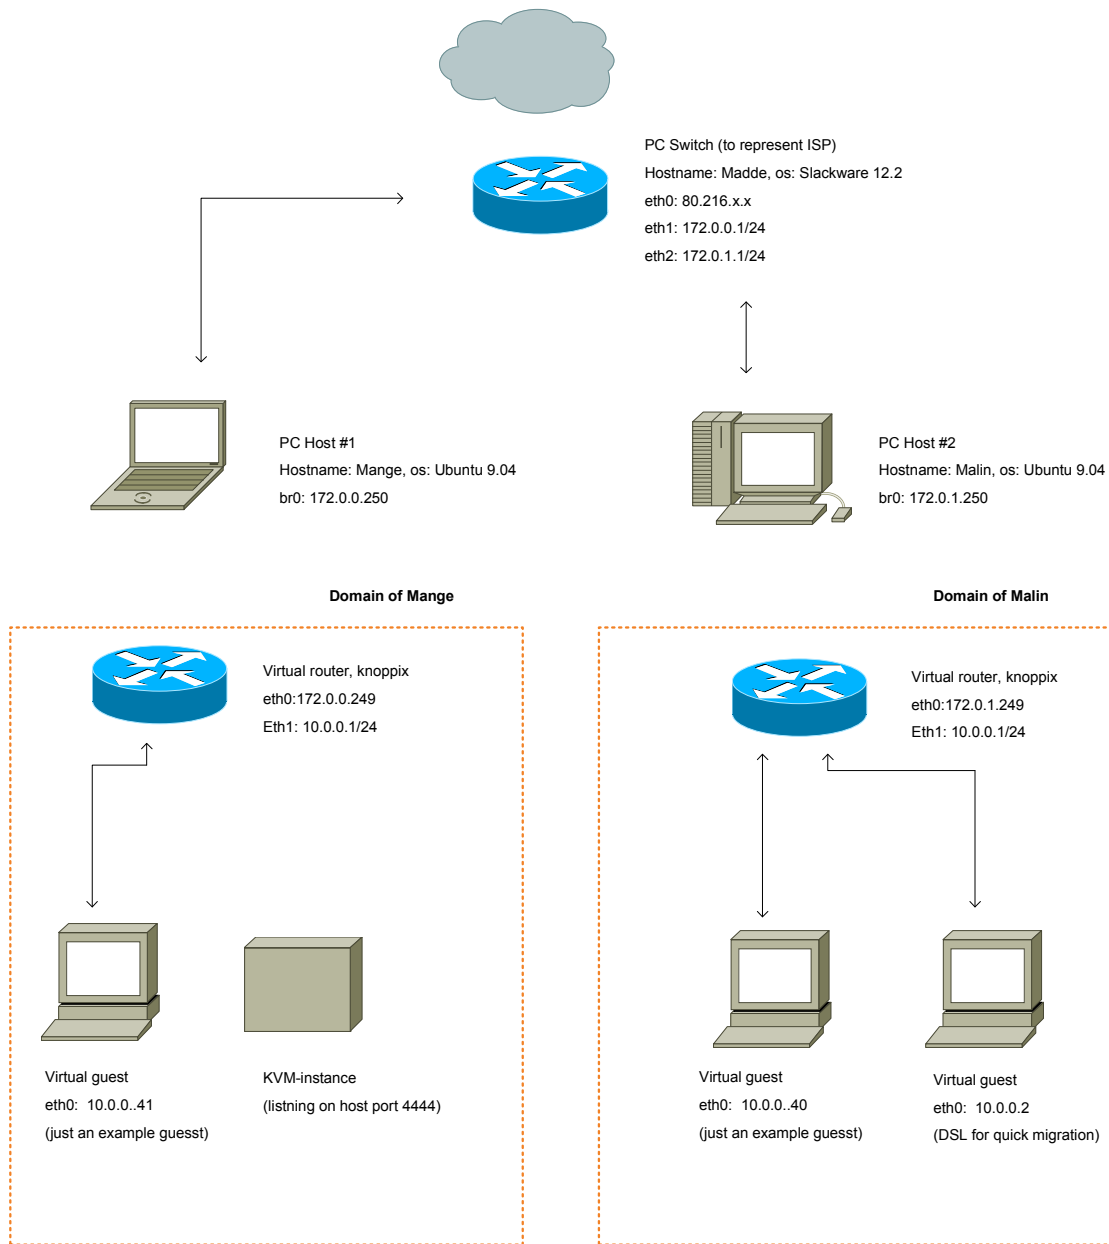 PC Switch (to represent ISP)
Hostname: Madde, os: Slackware 12.2
eth0: 80.216.x.x
eth1: 172.0.0.1/24
eth2: 172.0.1.1/24
PC Host #1
Hostname: Mange, os: Ubuntu 9.04
br0: 172.0.0.250
PC Host #2
Hostname: Malin, os: Ubuntu 9.04
br0: 172.0.1.250
Domain of Mange
Virtual router, knoppix
eth0:172.0.0.249
Eth1: 10.0.0.1/24
Virtual guest
eth0:  10.0.0..41
(just an example guesst)
KVM-instance
(listning on host port 4444)
Domain of Malin
Virtual router, knoppix
eth0:172.0.1.249
Eth1: 10.0.0.1/24
Virtual guest
eth0:  10.0.0..40
(just an example guesst)
Virtual guest
eth0:  10.0.0.2
(DSL for quick migration)